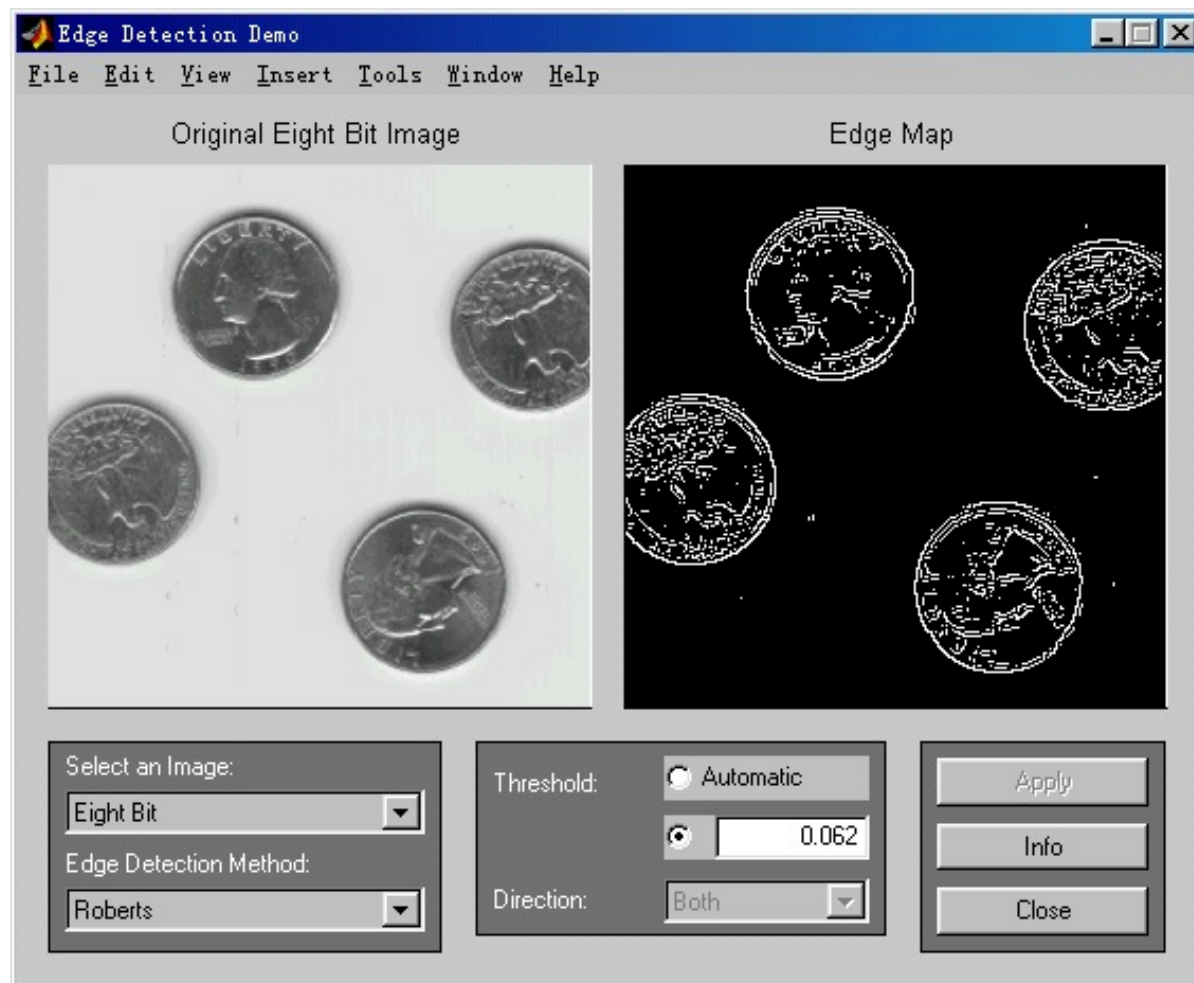 Edge Detection Demo
File Edit View Insert Tools Window Help
Original Eight Bit Image
Edge Map
LIBERTY
LIBERTY
Select an Image:
Eight Bit
Edge Detection Method:
Roberts
Threshold:
Automatic
0.062
Direction:
Both
Apply
Info
Close